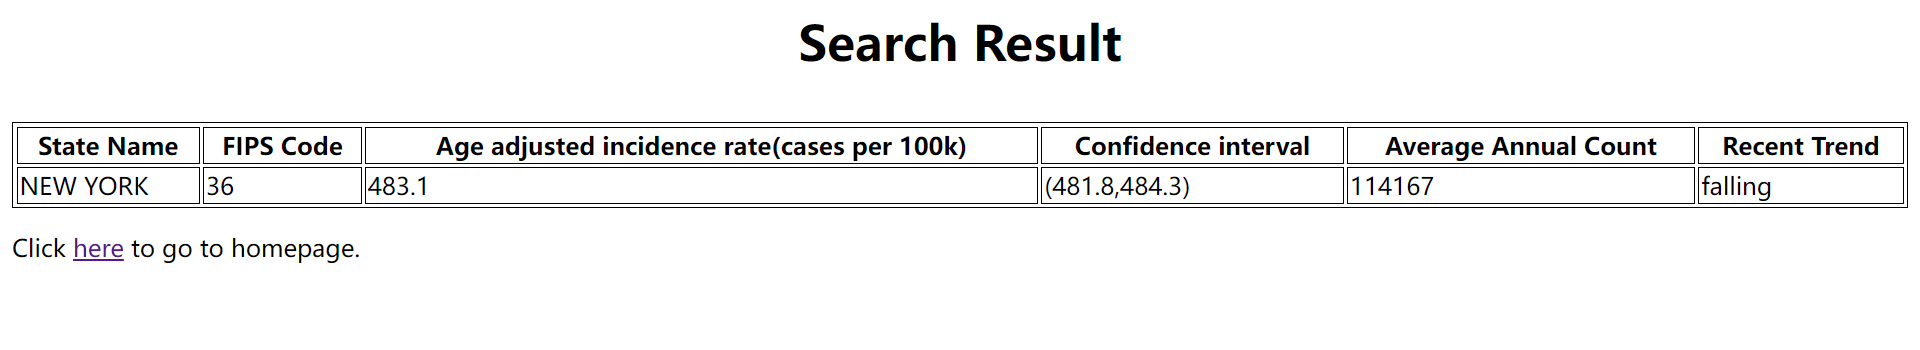 Search Result
State Name FIPS Code Age adjusted incidence rate(cases per 100k) Confidence interval Average Annual Count Recent Trend
NEW YORK 36 483.1 (481.8,484.3) 114167 falling
Click here to go to homepage.